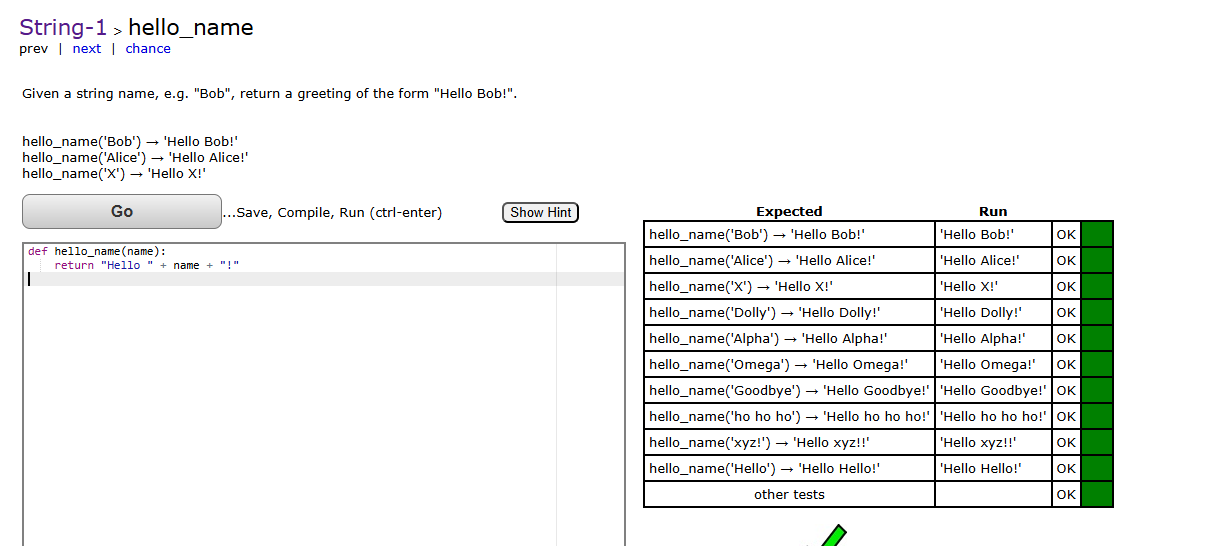 String-1 > hello_name
prev | next | chance
Given a string name, e.g. "Bob", return a greeting of the form "Hello Bob!".
hello_name('Bob') → 'Hello Bob!'
hello_name('Alice') → 'Hello Alice!'
hello_name('X') → 'Hello X!'
Go ...Save, Compile, Run (ctrl-enter) Show Hint
def hello_name(name):
    return "Hello " + name + "!"
Expected Run
hello_name('Bob') → 'Hello Bob!' 'Hello Bob!' OK
hello_name('Alice') → 'Hello Alice!' 'Hello Alice!' OK
hello_name('X') → 'Hello X!' 'Hello X!' OK
hello_name('Dolly') → 'Hello Dolly!' 'Hello Dolly!' OK
hello_name('Alpha') → 'Hello Alpha!' 'Hello Alpha!' OK
hello_name('Omega') → 'Hello Omega!' 'Hello Omega!' OK
hello_name('Goodbye') → 'Hello Goodbye!' 'Hello Goodbye!' OK
hello_name('ho ho ho') → 'Hello ho ho ho!' 'Hello ho ho ho!' OK
hello_name('xyz!') → 'Hello xyz!!' 'Hello xyz!!' OK
hello_name('Hello') → 'Hello Hello!' 'Hello Hello!' OK
other tests OK